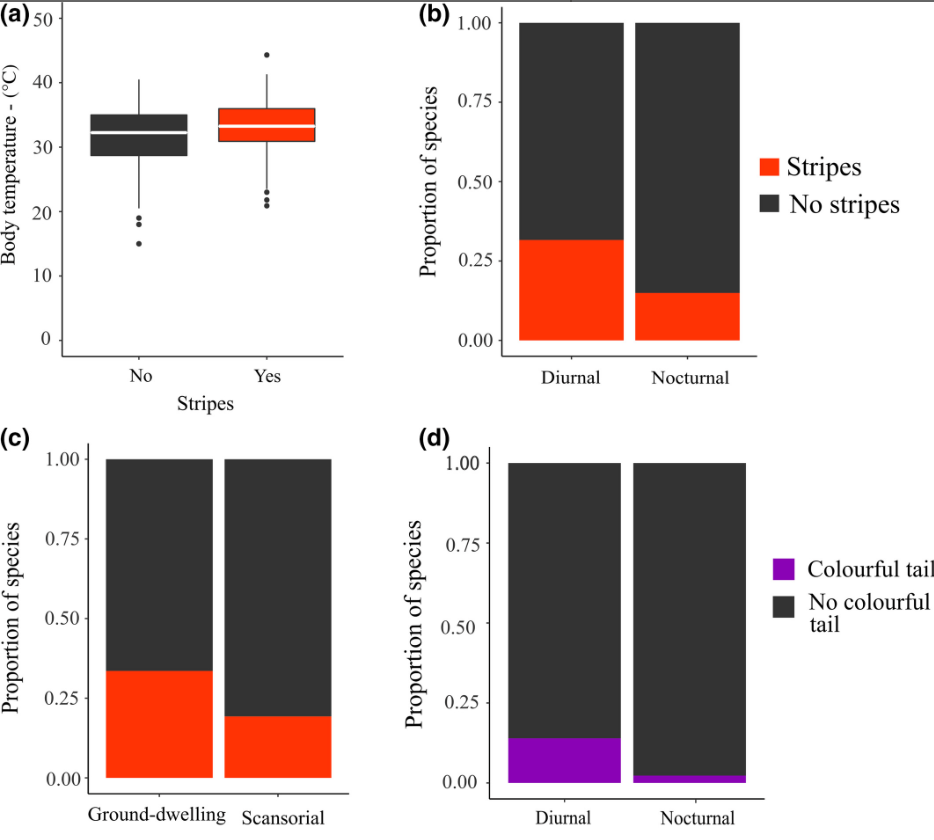 (a)
50
40
30
20
10
0
Body temperature - (°C)
No
Yes
Stripes
(b)
1.00
0.75
0.50
0.25
0.00
Proportion of species
Diurnal
Nocturnal
Stripes
No stripes
(c)
1.00
0.75
0.50
0.25
0.00
Proportion of species
Ground-dwelling
Scansorial
(d)
1.00
0.75
0.50
0.25
0.00
Proportion of species
Diurnal
Nocturnal
Colourful tail
No colourful
tail